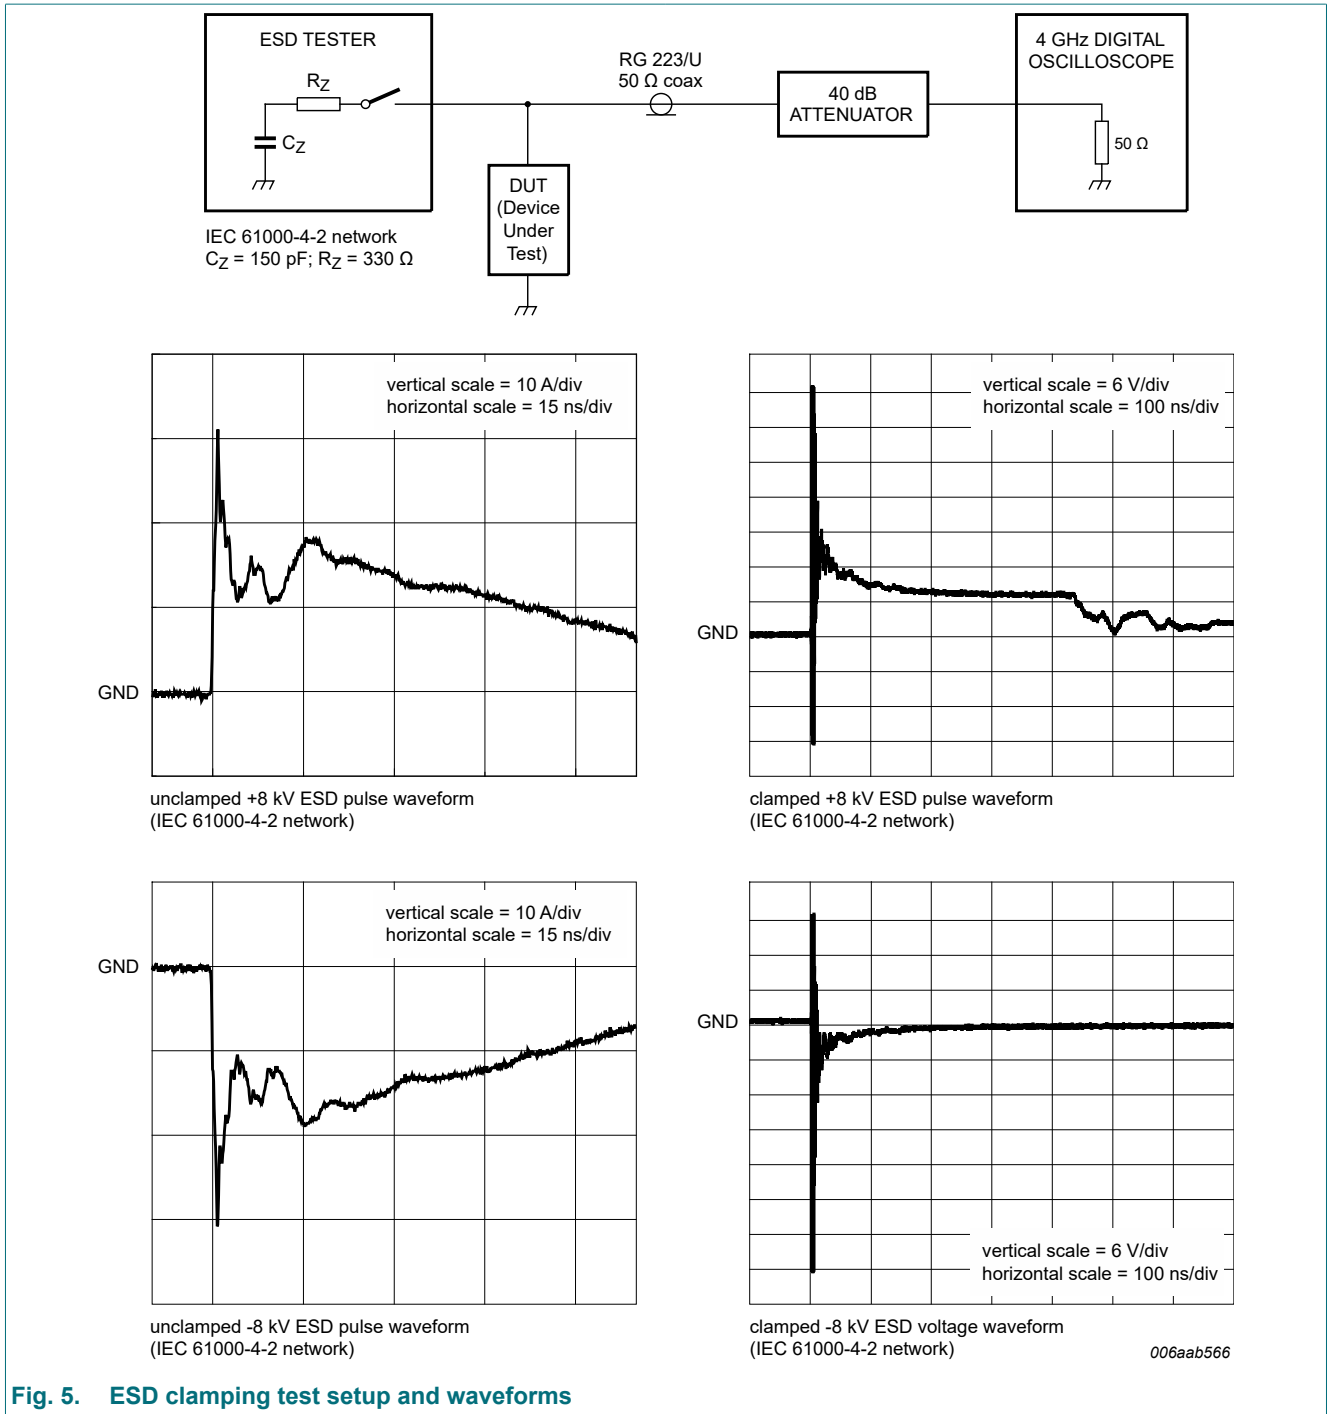 ESD TESTER
RZ
CZ
IEC 61000-4-2 network
CZ = 150 pF; RZ = 330 Ω
DUT
(Device
Under
Test)
RG 223/U
50 Ω coax
40 dB
ATTENUATOR
4 GHz DIGITAL
OSCILLOSCOPE
50 Ω
vertical scale = 10 A/div
horizontal scale = 15 ns/div
GND
unclamped +8 kV ESD pulse waveform
(IEC 61000-4-2 network)
vertical scale = 6 V/div
horizontal scale = 100 ns/div
GND
clamped +8 kV ESD pulse waveform
(IEC 61000-4-2 network)
vertical scale = 10 A/div
horizontal scale = 15 ns/div
GND
unclamped -8 kV ESD pulse waveform
(IEC 61000-4-2 network)
GND
vertical scale = 6 V/div
horizontal scale = 100 ns/div
clamped -8 kV ESD voltage waveform
(IEC 61000-4-2 network)
006aab566
Fig. 5. ESD clamping test setup and waveforms